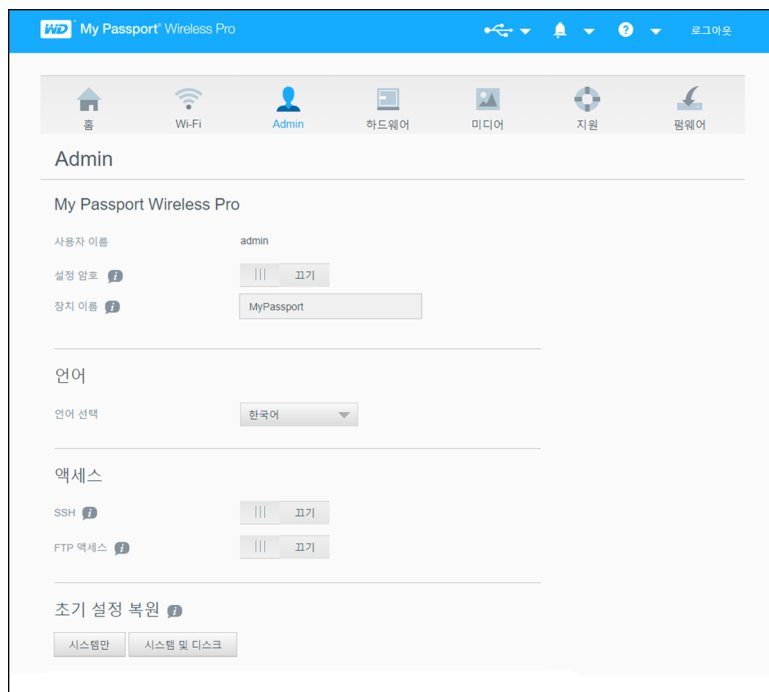 WD My Passport® Wireless Pro
로그아웃
홈 Wi-Fi Admin 하드웨어 미디어 지원 펌웨어
Admin
My Passport Wireless Pro
사용자 이름 admin
설정 암호 끄기
장치 이름 MyPassport
언어
언어 선택 한국어
액세스
SSH 끄기
FTP 액세스 끄기
초기 설정 복원
시스템만 시스템 및 디스크